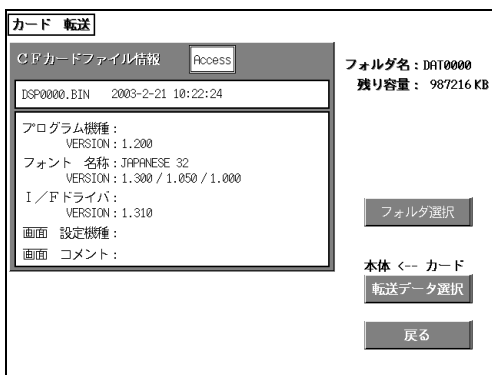 カード 転送
CFカードファイル情報 Access
DSP0000.BIN 2003-2-21 10:22:24
プログラム機種：
VERSION：1.200
フォント 名称：JAPANESE 32
VERSION：1.300 / 1.050 / 1.000
I／Fドライバ：
VERSION：1.310
画面 設定機種：
画面 コメント：
フォルダ名：DAT0000
残り容量： 987216 KB
フォルダ選択
本体 <-- カード
転送データ選択
戻る